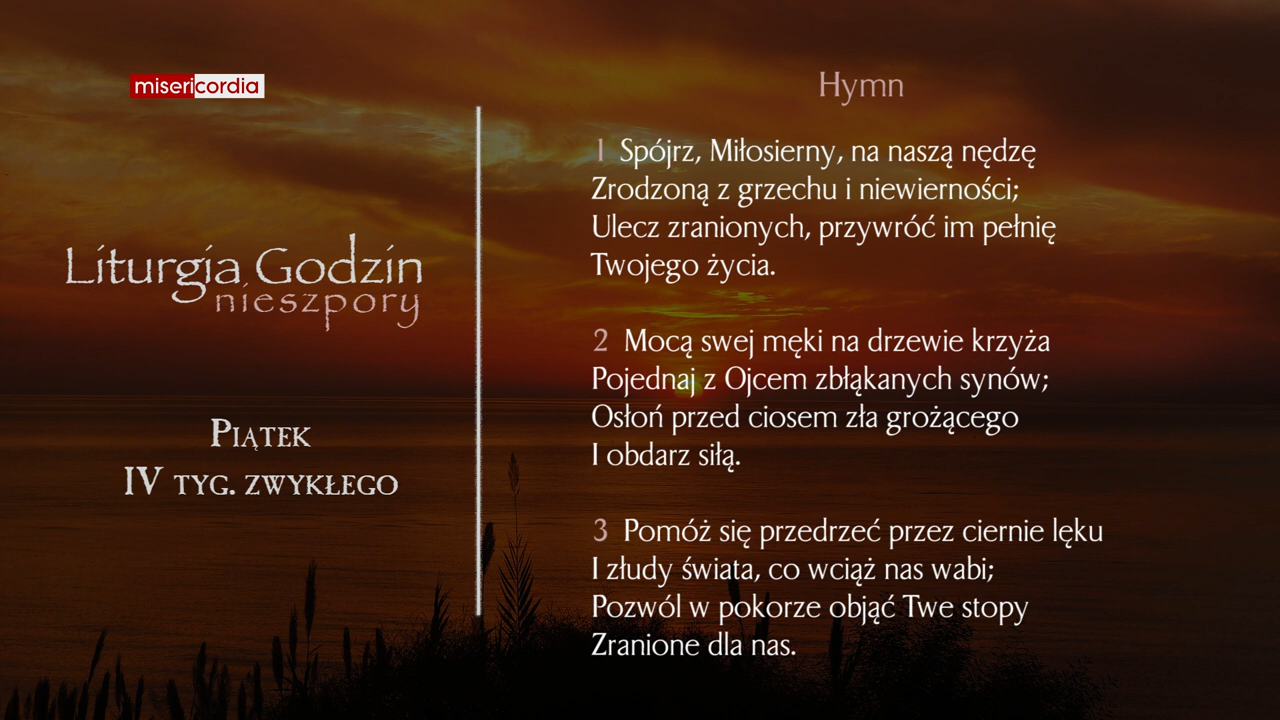 misericordia
Liturgia Godzin
nieszpory
Piątek
IV tyg. zwykłego
Hymn
1 Spójrz, Miłosierny, na naszą nędzę
Zrodzoną z grzechu i niewierności;
Ulecz zranionych, przywróć im pełnię
Twojego życia.
2 Mocą swej męki na drzewie krzyża
Pojednaj z Ojcem zbłąkanych synów;
Osłoń przed ciosem zła grożącego
I obdarz siłą.
3 Pomóż się przedrzeć przez ciernie lęku
I złudy świata, co wciąż nas wabi;
Pozwól w pokorze objąć Twe stopy
Zranione dla nas.